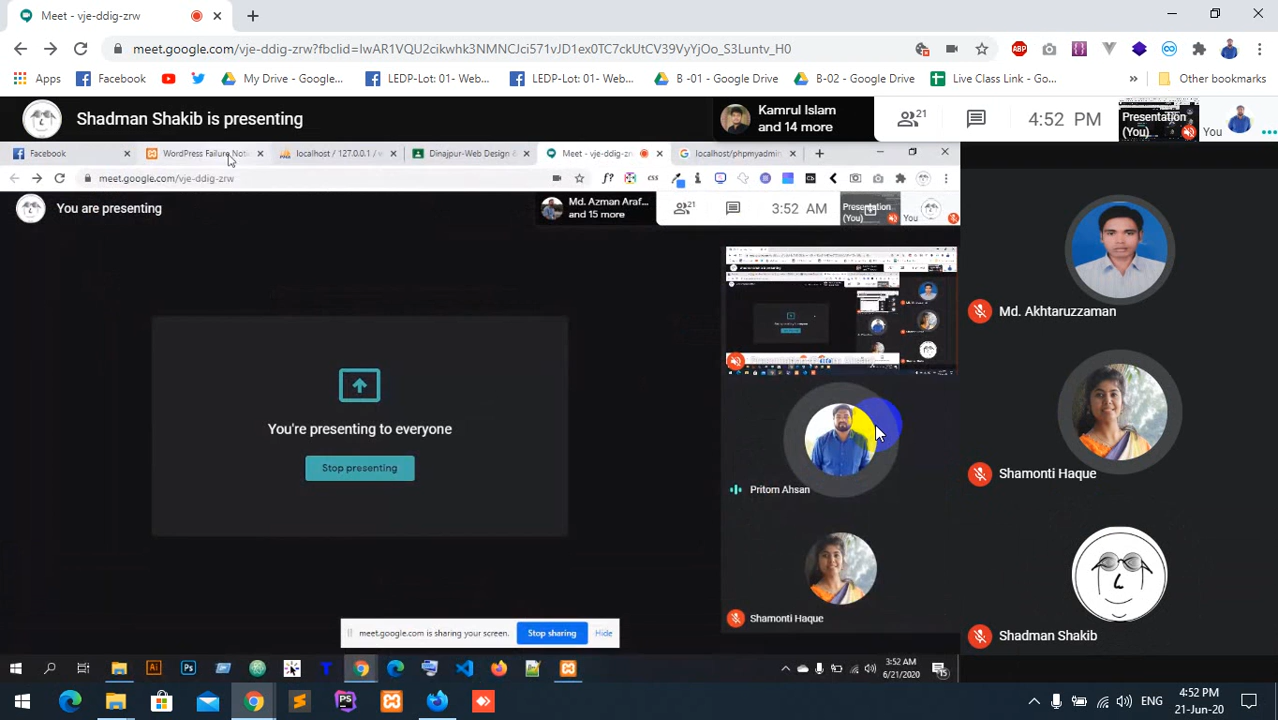 Meet - vje-ddig-zrw
meet.google.com/vje-ddig-zrw?fbclid=IwAR1VQU2cikwhk3NMNCJci571vJD1ex0TC7ckUtCV39VyYjOo_S3Luntv_H0
Apps Facebook My Drive - Google... LEDP-Lot: 01- Web... LEDP-Lot: 01- Web... B -01 - Google Drive B-02 - Google Drive Live Class Link - Go... » Other bookmarks
Shadman Shakib is presenting
Kamrul Islam
and 14 more
21
4:52 PM
Presentation
(You)
You
Facebook WordPress Failure Note localhost / 127.0.0.1 / w Dinajpur-Web Design & Meet - vje-ddig-zrw localhost/phpmyadmin
meet.google.com/vje-ddig-zrw
You are presenting
Md. Azman Araf...
and 15 more
21
3:52 AM
Presentation
(You)
You
You're presenting to everyone
Stop presenting
Pritom Ahsan
Shamonti Haque
Md. Akhtaruzzaman
Shamonti Haque
Shadman Shakib
meet.google.com is sharing your screen. Stop sharing Hide
3:52 AM
6/21/2020
15
ENG
4:52 PM
21-Jun-20